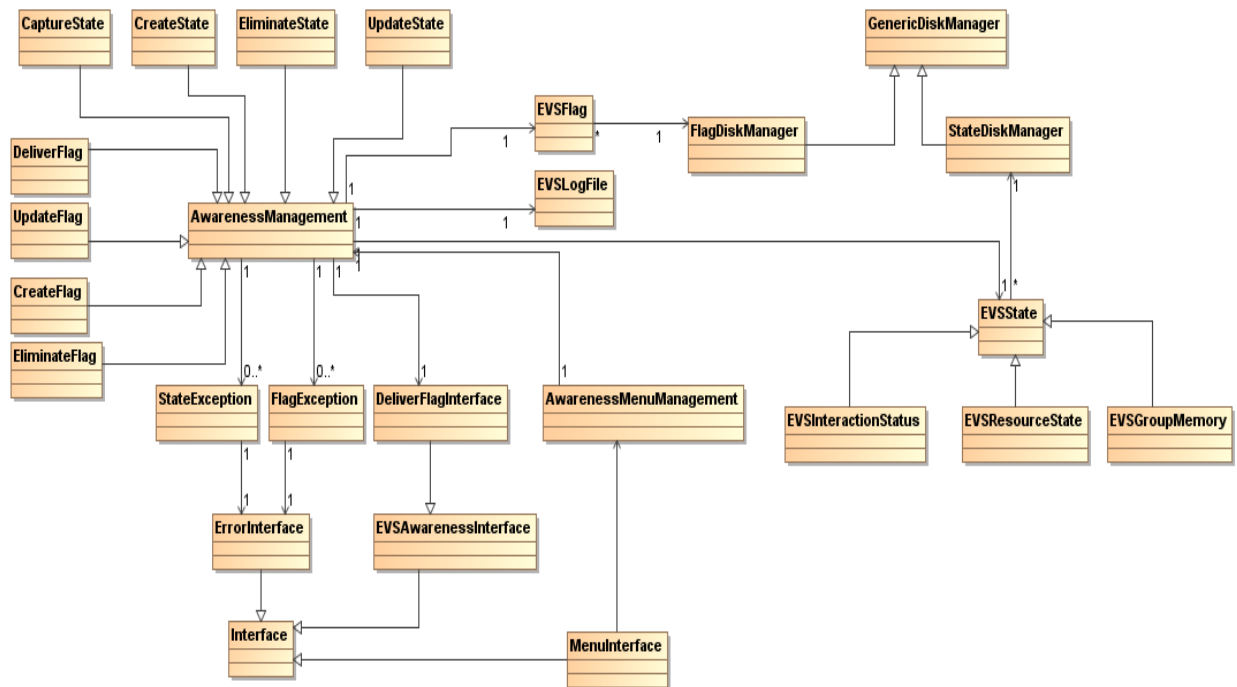 CaptureState
CreateState
EliminateState
UpdateState
GenericDiskManager
EVSFlag
FlagDiskManager
StateDiskManager
1
*
1
1
DeliverFlag
EVSLogFile
1
1
UpdateFlag
AwarenessManagement
1
1
1
1
1
1
1
*
CreateFlag
EVSState
EliminateFlag
0..*
0..*
1
1
StateException
FlagException
DeliverFlagInterface
AwarenessMenuManagement
EVSInteractionStatus
EVSResourceState
EVSGroupMemory
1
1
1
1
ErrorInterface
EVSAwarenessInterface
Interface
MenuInterface